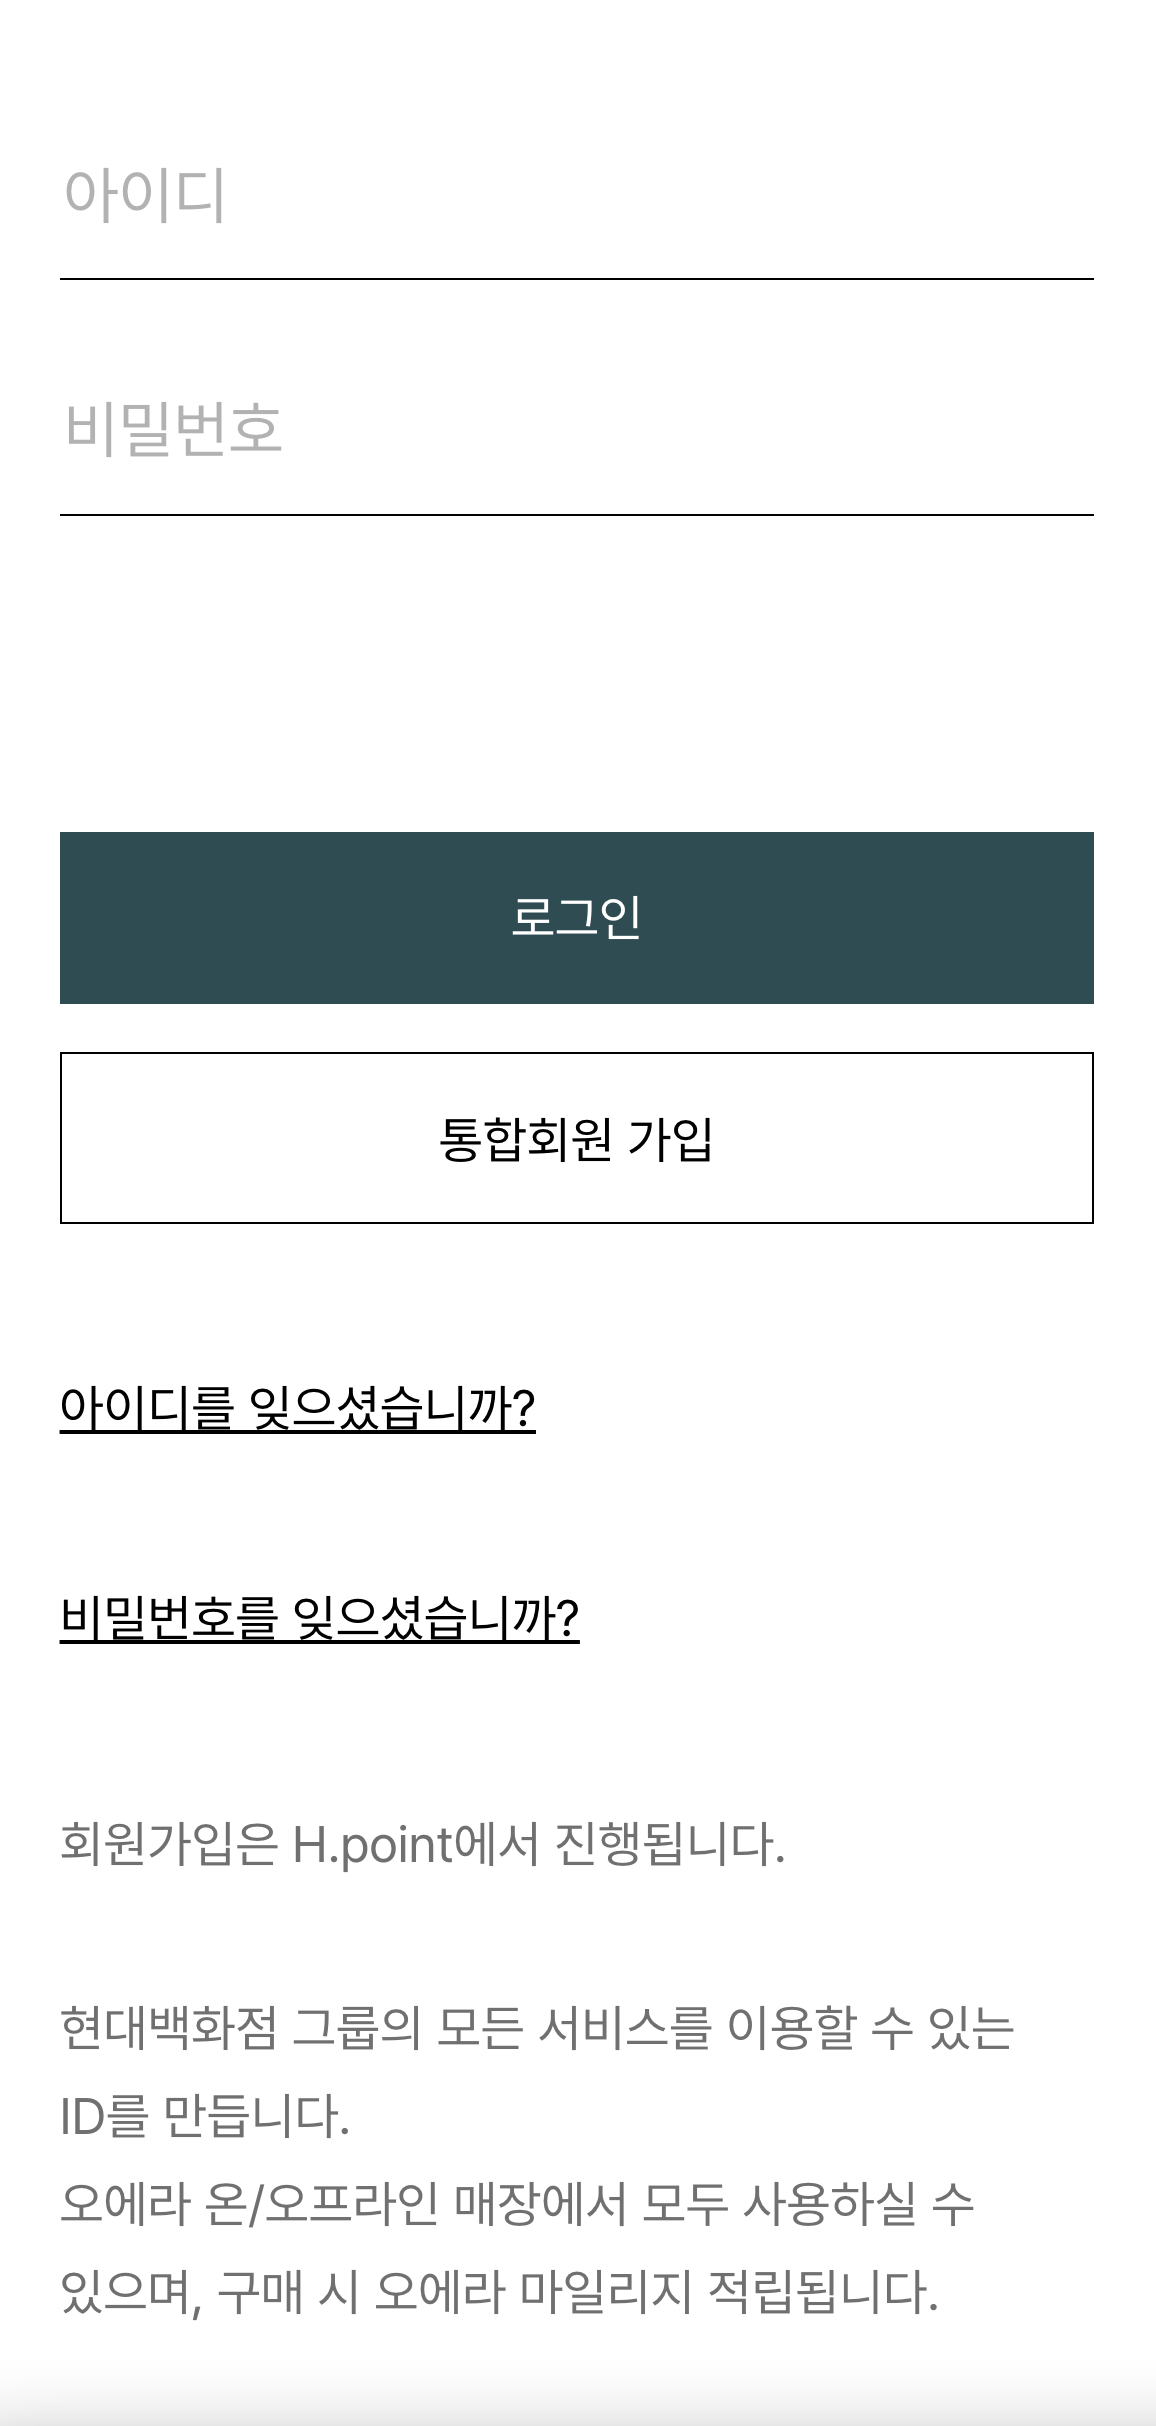 아이디
비밀번호
로그인
통합회원 가입
아이디를 잊으셨습니까?
비밀번호를 잊으셨습니까?
회원가입은 H.point에서 진행됩니다.
현대백화점 그룹의 모든 서비스를 이용할 수 있는
ID를 만듭니다.
오에라 온/오프라인 매장에서 모두 사용하실 수
있으며, 구매 시 오에라 마일리지 적립됩니다.